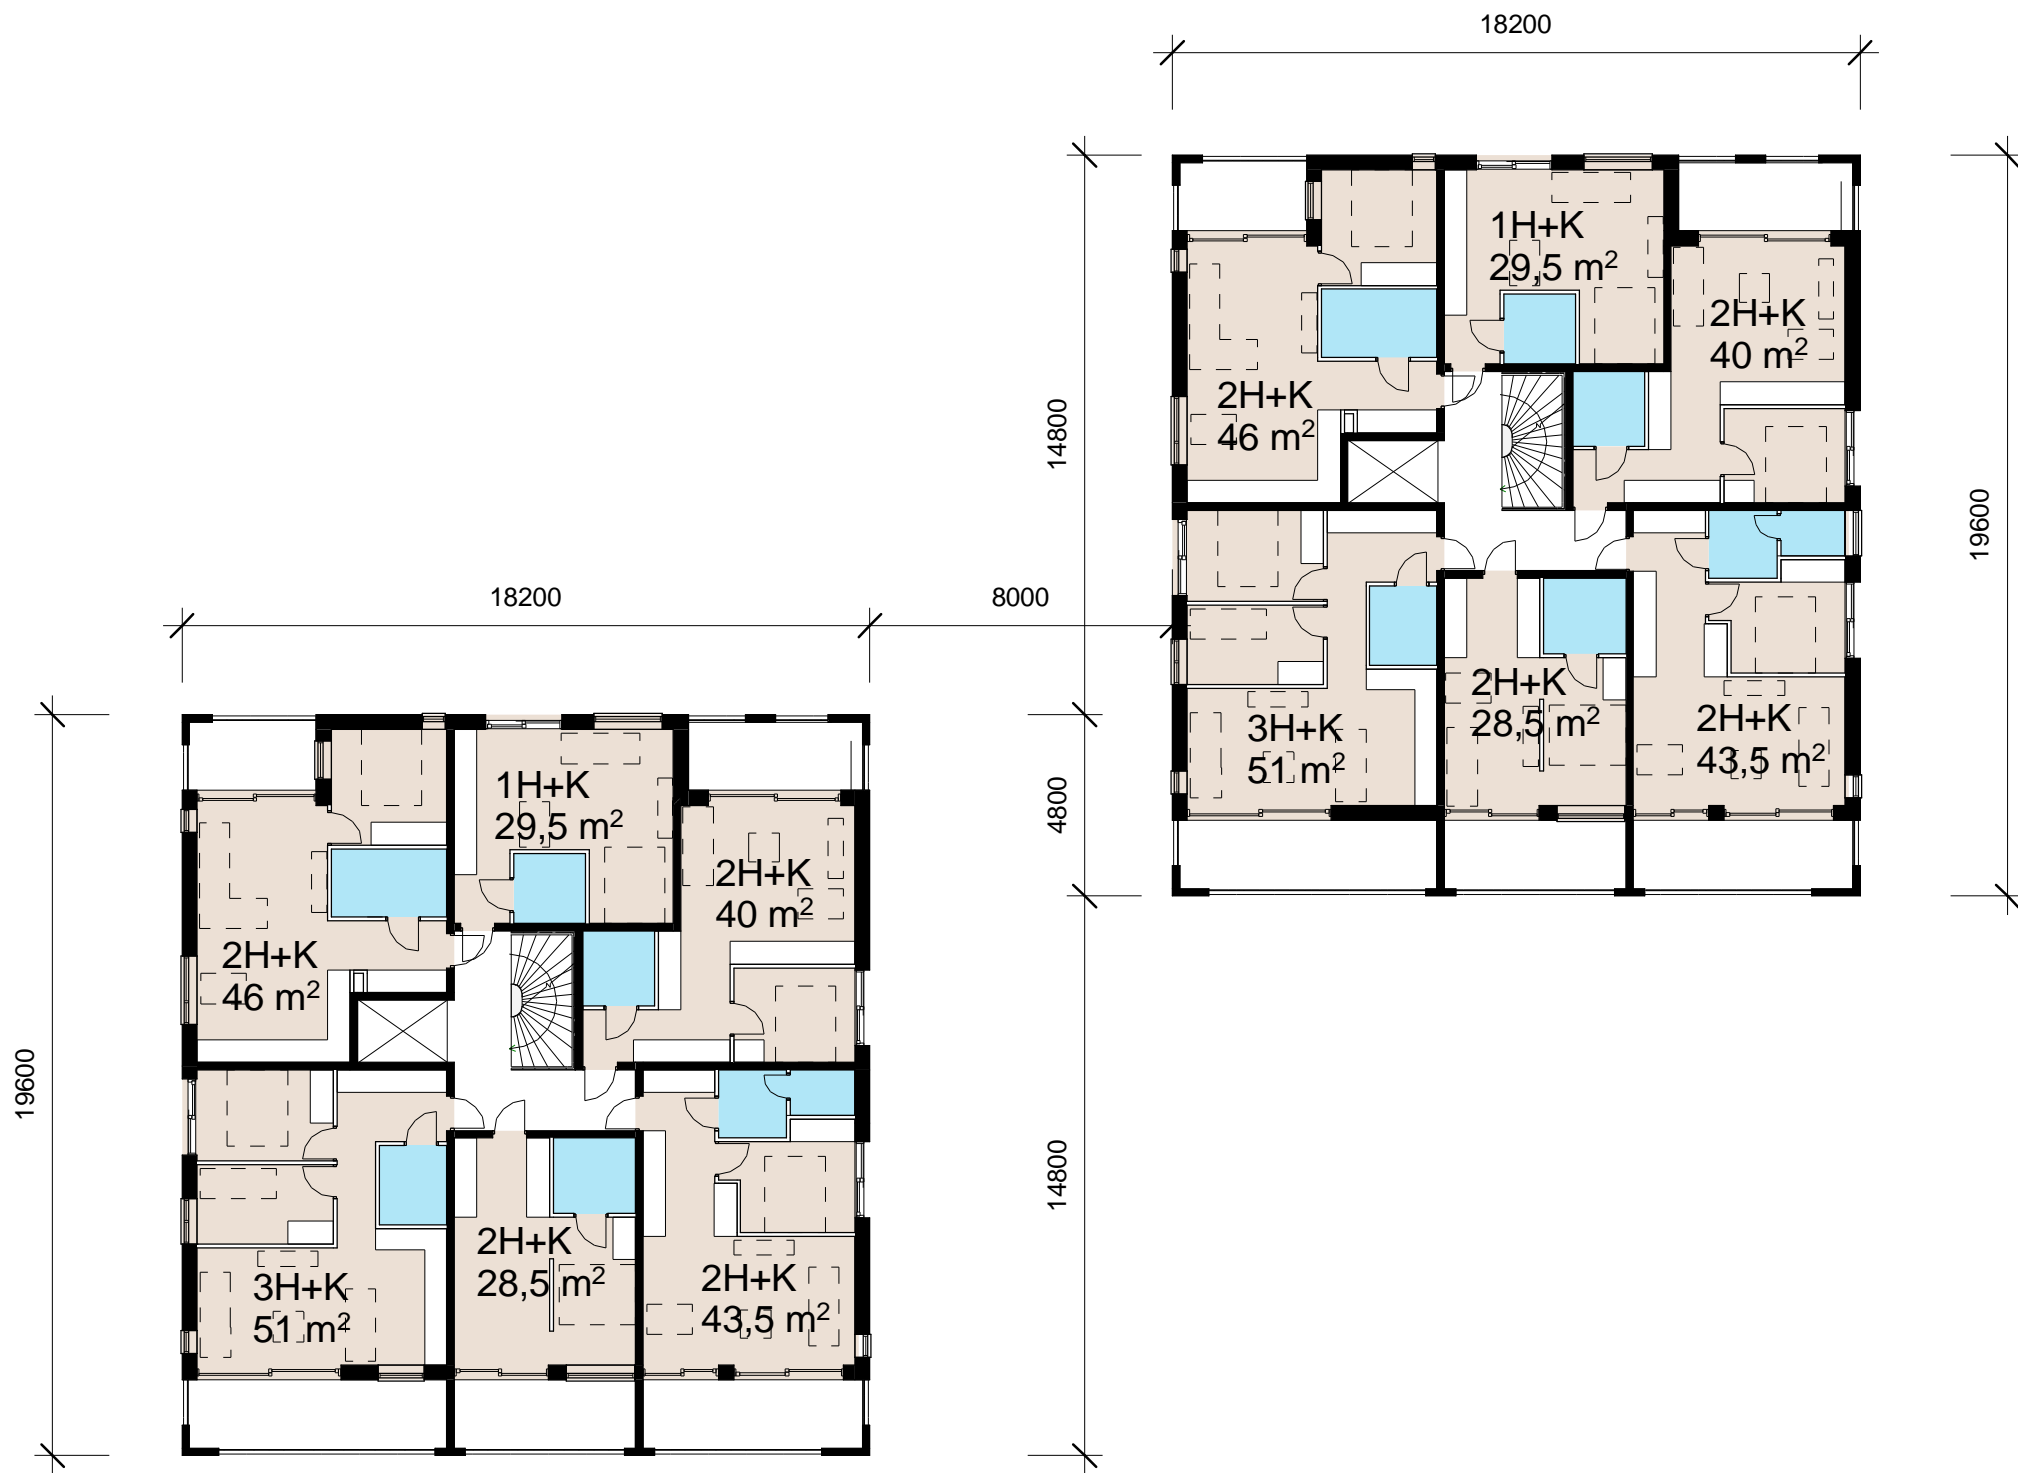 18200
1H+K
29,5 m²
2H+K
40 m²
2H+K
46 m²
14800
19600
18200
8000
2H+K
28,5 m²
3H+K
51 m²
2H+K
43,5 m²
4800
1H+K
29,5 m²
2H+K
40 m²
2H+K
46 m²
19600
14800
2H+K
28,5 m²
3H+K
51 m²
2H+K
43,5 m²